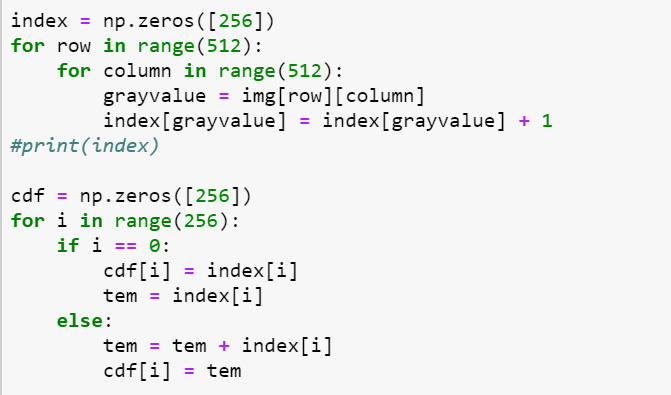 index = np.zeros([256])
for row in range(512):
    for column in range(512):
        grayvalue = img[row][column]
        index[grayvalue] = index[grayvalue] + 1
#print(index)

cdf = np.zeros([256])
for i in range(256):
    if i == 0:
        cdf[i] = index[i]
        tem = index[i]
    else:
        tem = tem + index[i]
        cdf[i] = tem